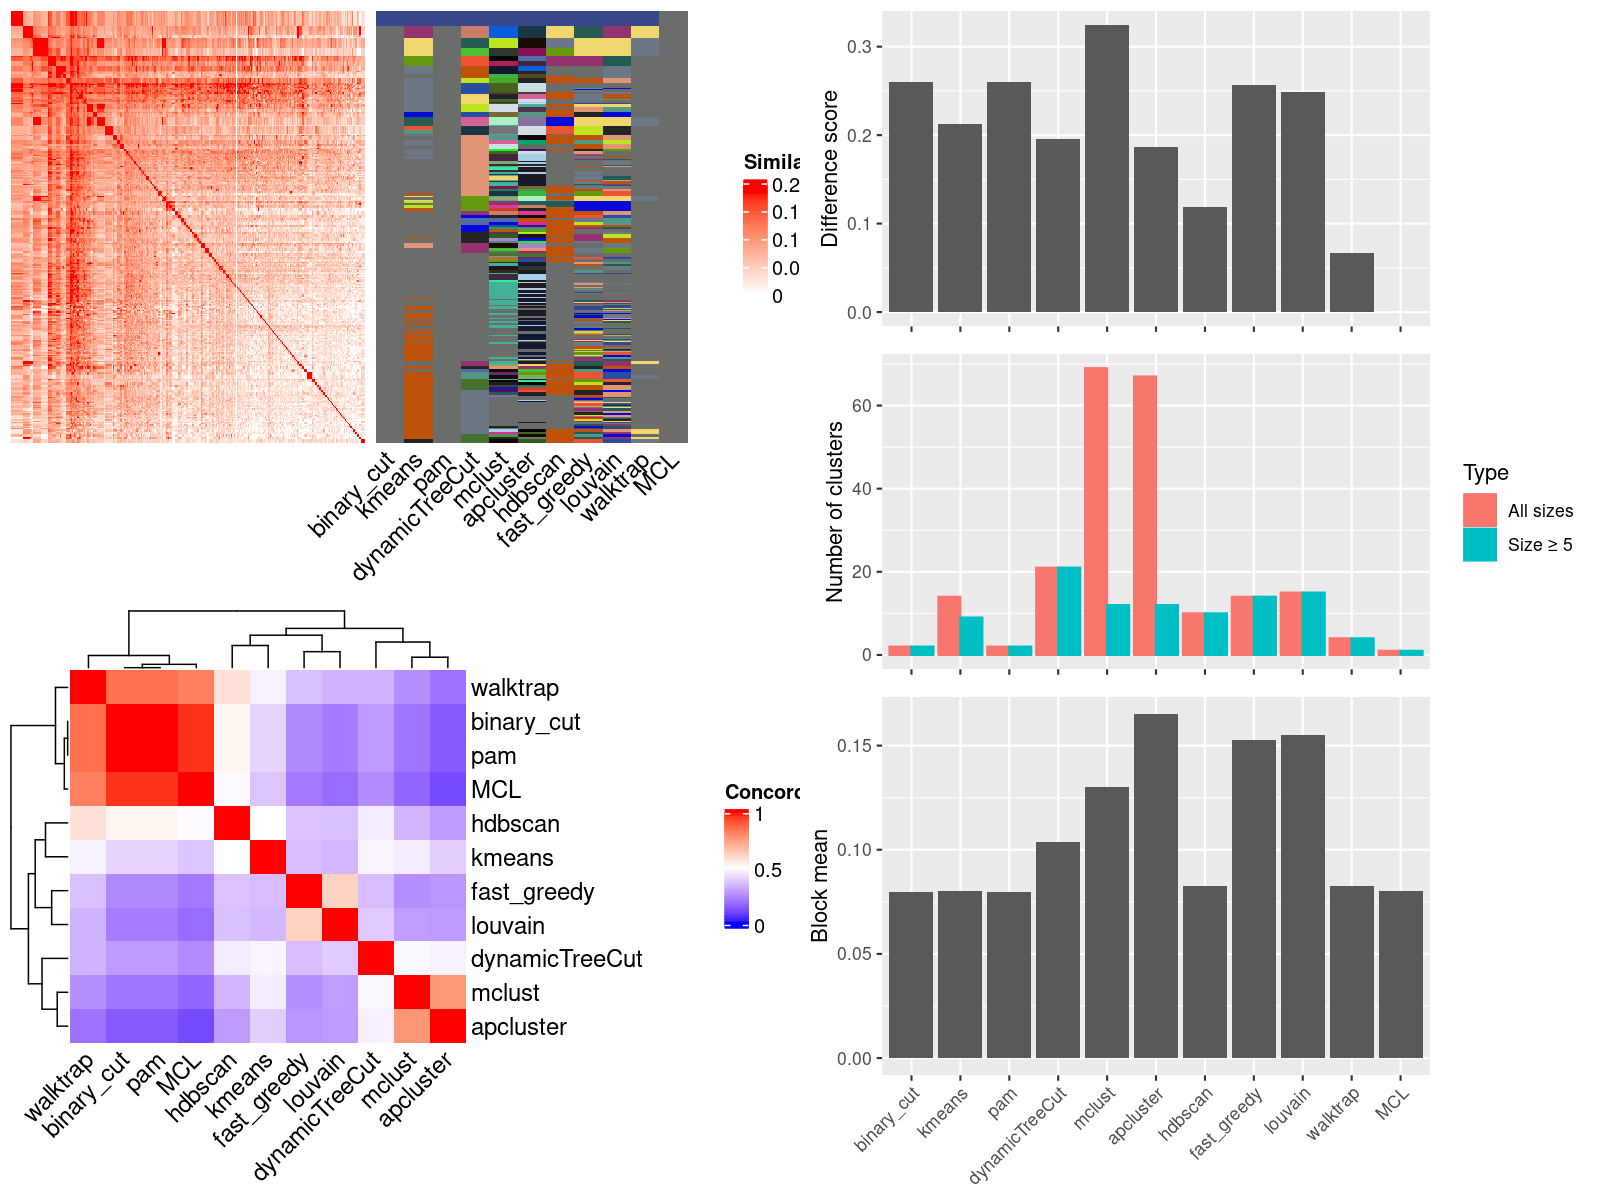 Simila
0.2
0.1
0.1
0.0
0
binary_cut
kmeans
pam
dynamicTreeCut
mclust
apcluster
hdbscan
fast_greedy
louvain
walktrap
MCL
walktrap
binary_cut
pam
MCL
hdbscan
kmeans
fast_greedy
louvain
dynamicTreeCut
mclust
apcluster
walktrap
binary_cut
pam
MCL
hdbscan
kmeans
fast_greedy
louvain
dynamicTreeCut
mclust
apcluster
Concord
1
0.5
0
Difference score
0.3
0.2
0.1
0.0
Number of clusters
60
40
20
0
Type
All sizes
Size ≥ 5
Block mean
0.15
0.10
0.05
0.00
binary_cut
kmeans
pam
dynamicTreeCut
mclust
apcluster
hdbscan
fast_greedy
louvain
walktrap
MCL